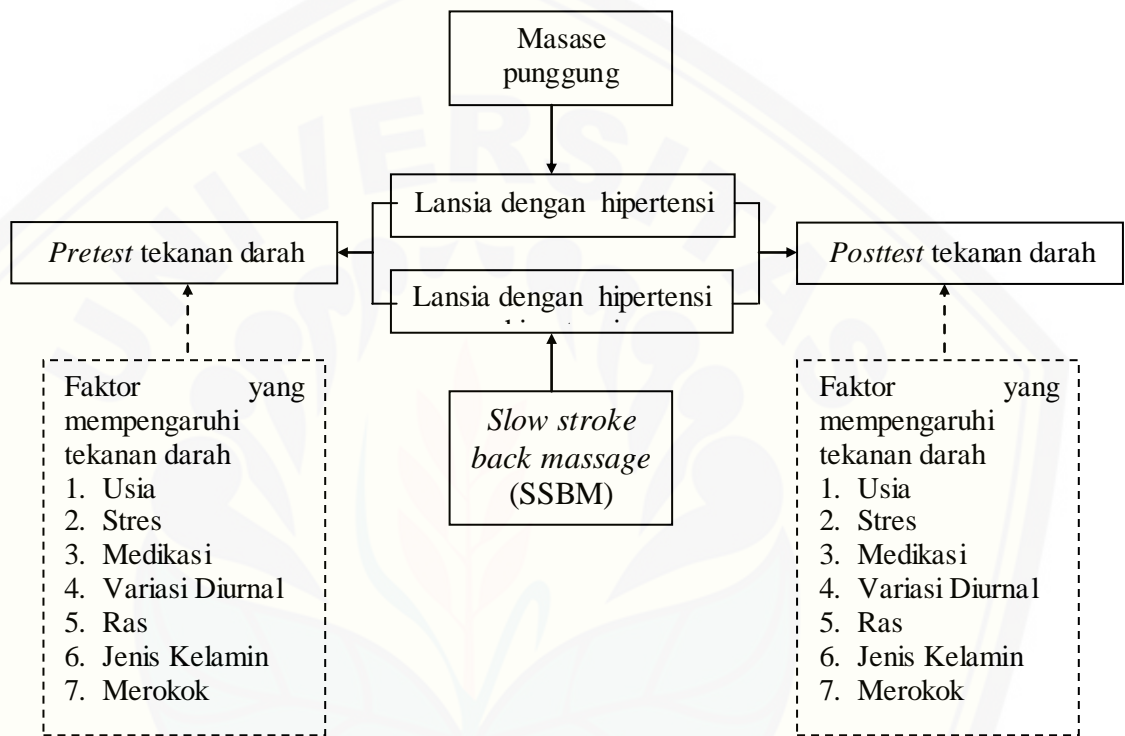 Masase
punggung
Lansia dengan hipertensi
Pretest tekanan darah
Posttest tekanan darah
Lansia dengan hipertensi
Slow stroke
back massage
(SSBM)
Faktor yang
mempengaruhi
tekanan darah
1. Usia
2. Stres
3. Medikasi
4. Variasi Diurnal
5. Ras
6. Jenis Kelamin
7. Merokok
Faktor yang
mempengaruhi
tekanan darah
1. Usia
2. Stres
3. Medikasi
4. Variasi Diurnal
5. Ras
6. Jenis Kelamin
7. Merokok
UNIVERSITAS